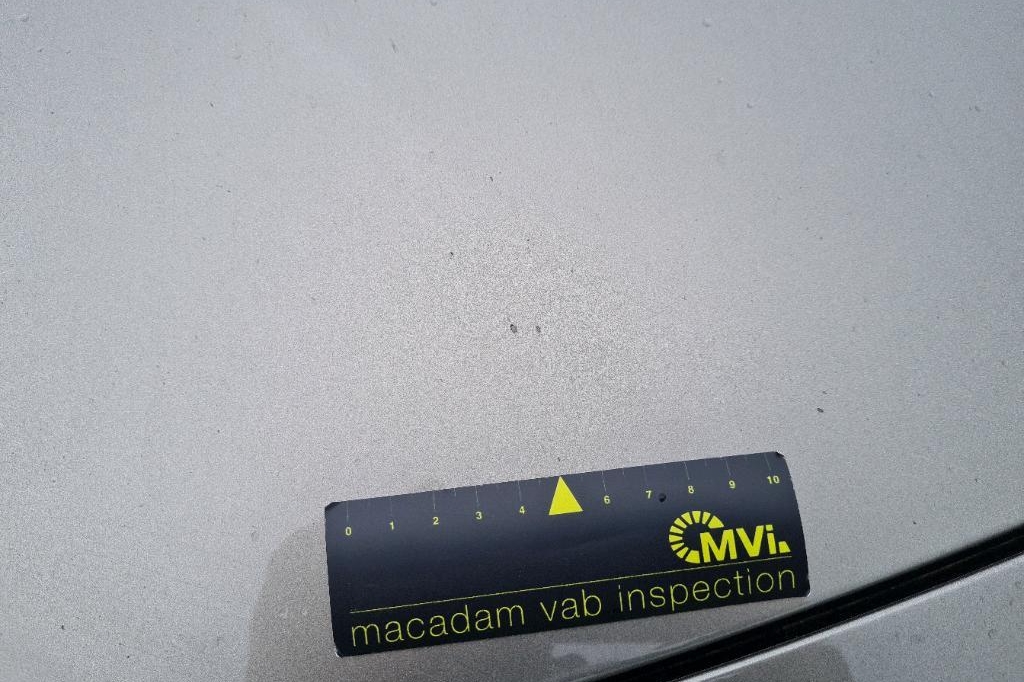 0 1 2 3 4 6 7 8 9 10
MVi.
macadam vab inspection